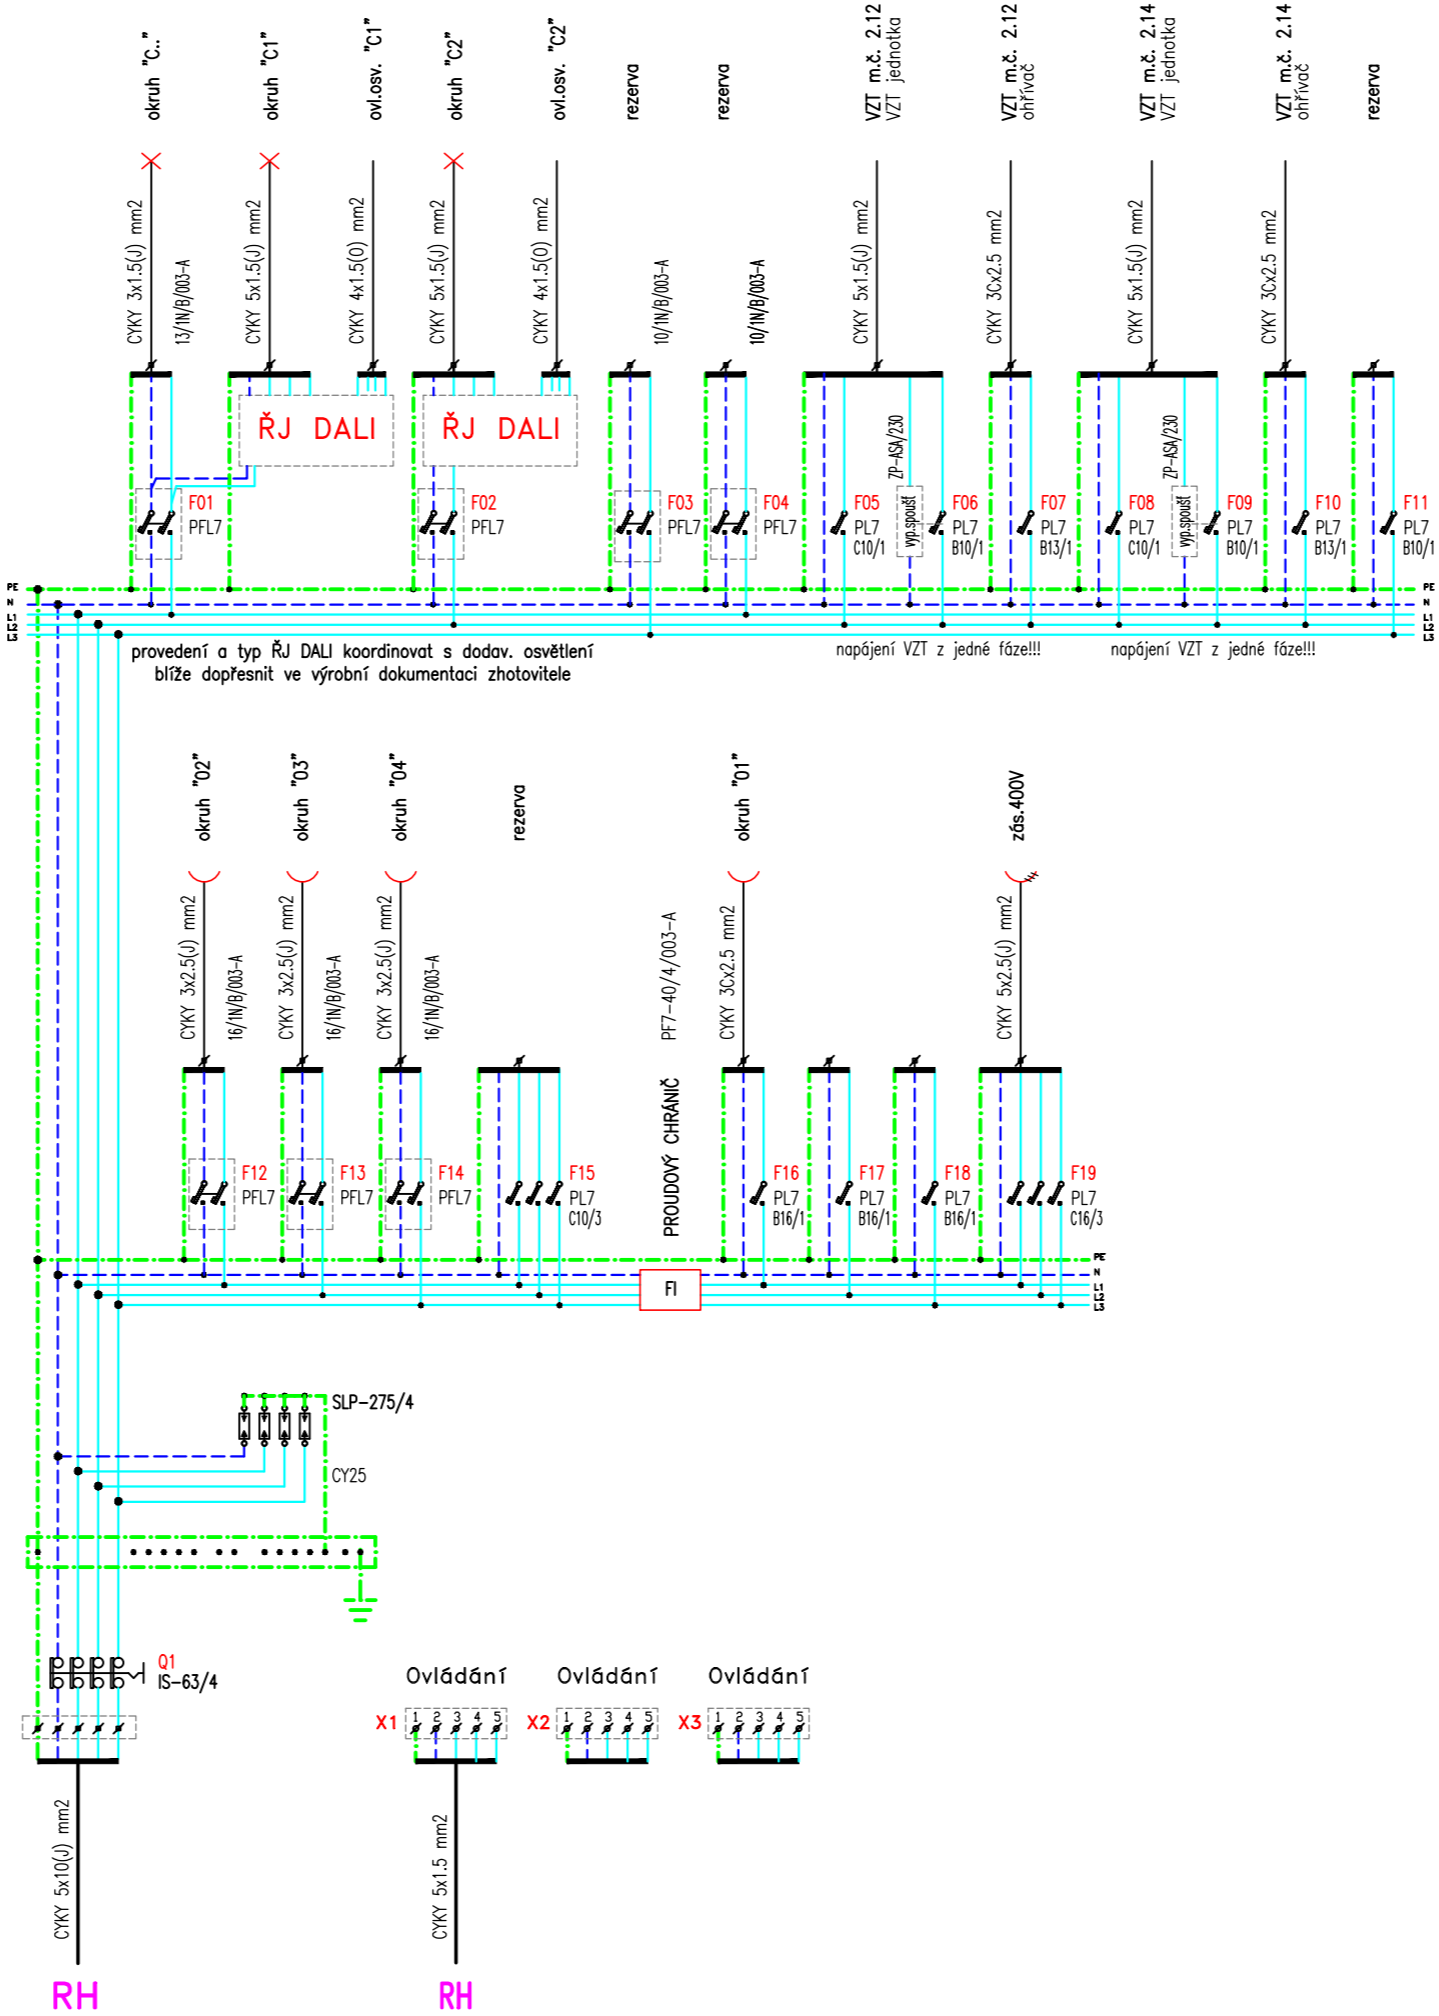 okruh "C.."
okruh "C1"
ovl.osv. "C1"
okruh "C2"
ovl.osv. "C2"
rezerva
rezerva
VZT m.č. 2.12
VZT jednotka
VZT m.č. 2.12
ohřívač
VZT m.č. 2.14
VZT jednotka
VZT m.č. 2.14
ohřívač
rezerva
CYKY 3x1.5(J) mm2
13/1N/B/003-A
CYKY 5x1.5(J) mm2
CYKY 4x1.5(O) mm2
CYKY 5x1.5(J) mm2
CYKY 4x1.5(O) mm2
10/1N/B/003-A
10/1N/B/003-A
CYKY 5x1.5(J) mm2
CYKY 3Cx2.5 mm2
CYKY 5x1.5(J) mm2
CYKY 3Cx2.5 mm2
ŘJ DALI
ŘJ DALI
ZP-ASA/230
ZP-ASA/230
F01
PFL7
F02
PFL7
F03
PFL7
F04
PFL7
F05
PL7
C10/1
vyp.spoušť
F06
PL7
B10/1
F07
PL7
B13/1
F08
PL7
C10/1
vyp.spoušť
F09
PL7
B10/1
F10
PL7
B13/1
F11
PL7
B10/1
PE
N
L1
L2
L3
PE
N
L1
L2
L3
provedení a typ ŘJ DALI koordinovat s dodav. osvětlení
blíže dopřesnit ve výrobní dokumentaci zhotovitele
napájení VZT z jedné fáze!!!
napájení VZT z jedné fáze!!!
okruh "02"
okruh "03"
okruh "04"
rezerva
okruh "01"
zás.400V
CYKY 3x2.5(J) mm2
16/1N/B/003-A
CYKY 3x2.5(J) mm2
16/1N/B/003-A
CYKY 3x2.5(J) mm2
16/1N/B/003-A
PROUDOVÝ CHRÁNIČ PF7-40/4/003-A
CYKY 3Cx2.5 mm2
CYKY 5x2.5(J) mm2
F12
PFL7
F13
PFL7
F14
PFL7
F15
PL7
C10/3
F16
PL7
B16/1
F17
PL7
B16/1
F18
PL7
B16/1
F19
PL7
C16/3
FI
PE
N
L1
L2
L3
SLP-275/4
CY25
Q1
IS-63/4
Ovládání
Ovládání
Ovládání
X1 1 2 3 4 5
X2 1 2 3 4 5
X3 1 2 3 4 5
CYKY 5x10(J) mm2
CYKY 5x1.5 mm2
RH
RH